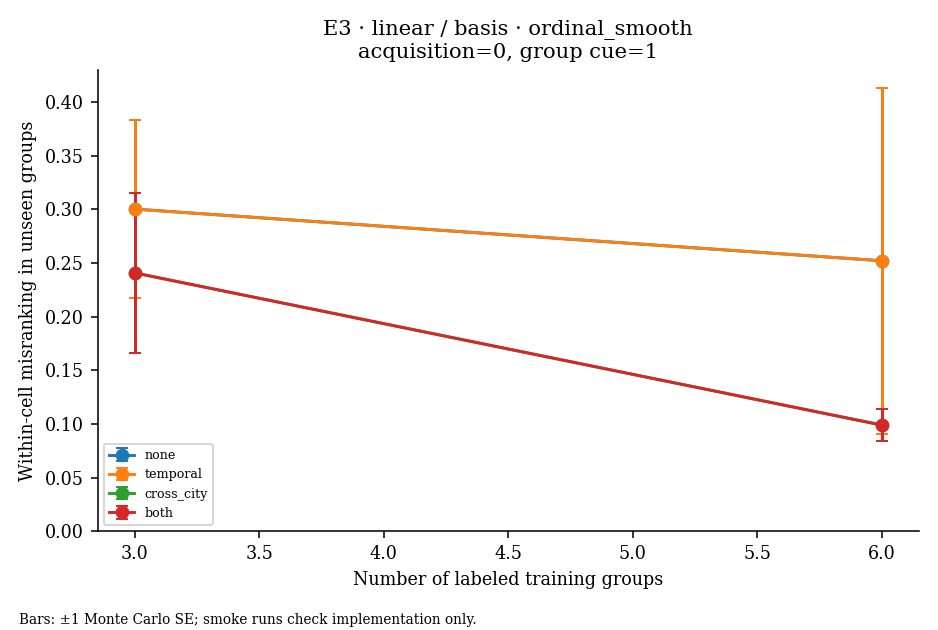 E3 · linear / basis · ordinal_smooth
acquisition=0, group cue=1
Within-cell misranking in unseen groups
0.40
0.35
0.30
0.25
0.20
0.15
0.10
0.05
0.00
none
temporal
cross_city
both
3.0 3.5 4.0 4.5 5.0 5.5 6.0
Number of labeled training groups
Bars: ±1 Monte Carlo SE; smoke runs check implementation only.